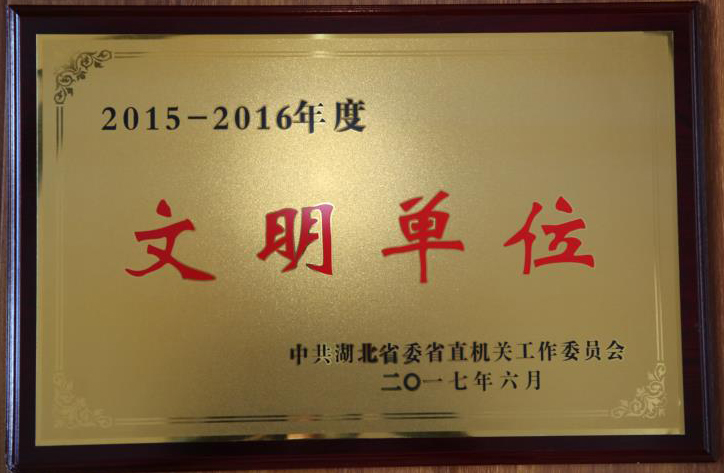 2015-2016年度
文明单位
中共湖北省委省直机关工作委员会
二〇一七年六月